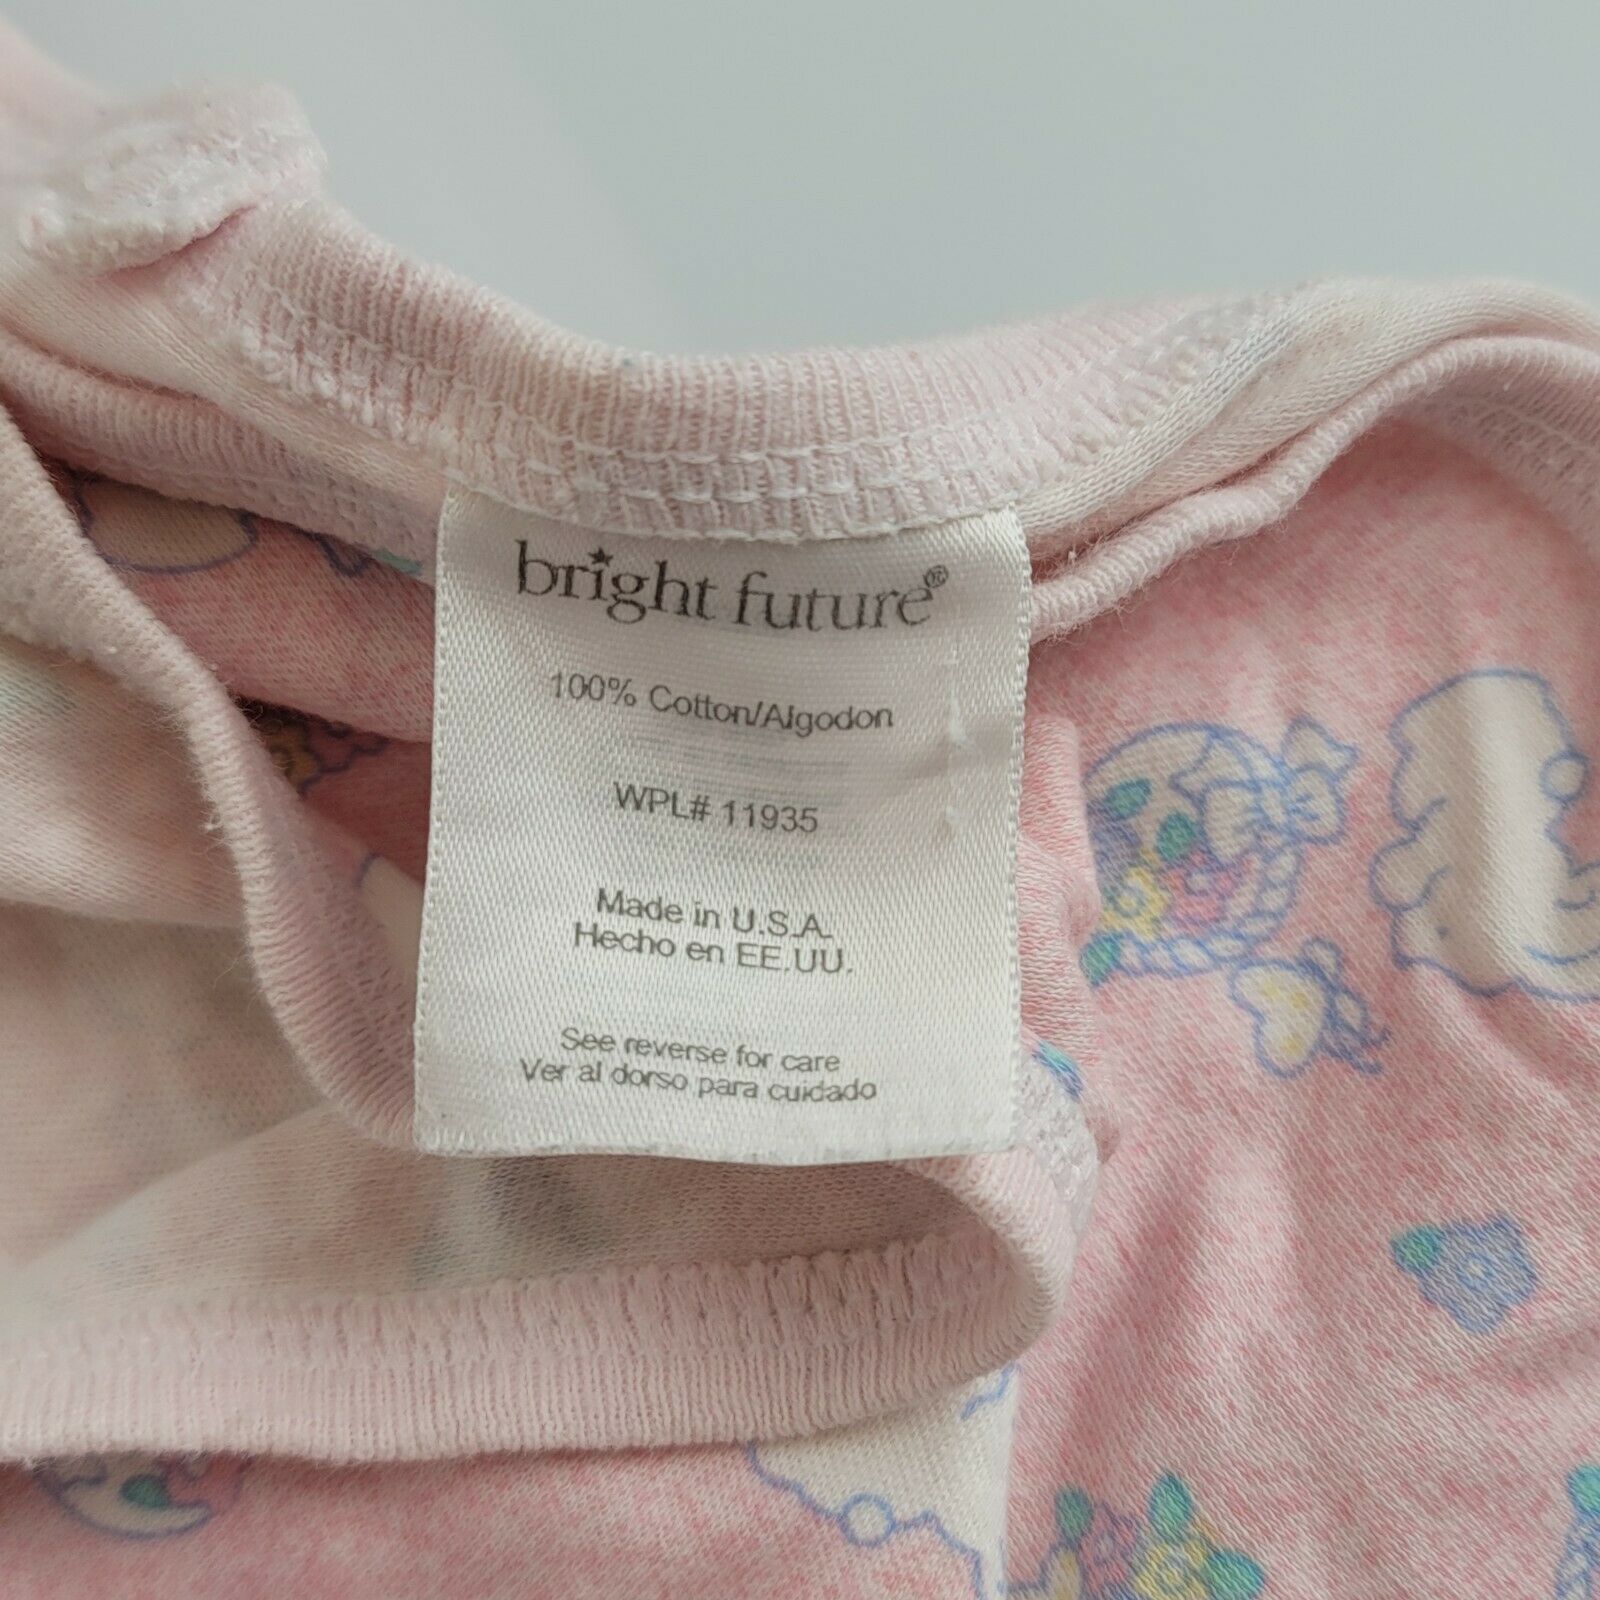 bright future®
100% Cotton/Algodon
WPL# 11935
Made in U.S.A.
Hecho en EE.UU.
See reverse for care
Ver al dorso para cuidado